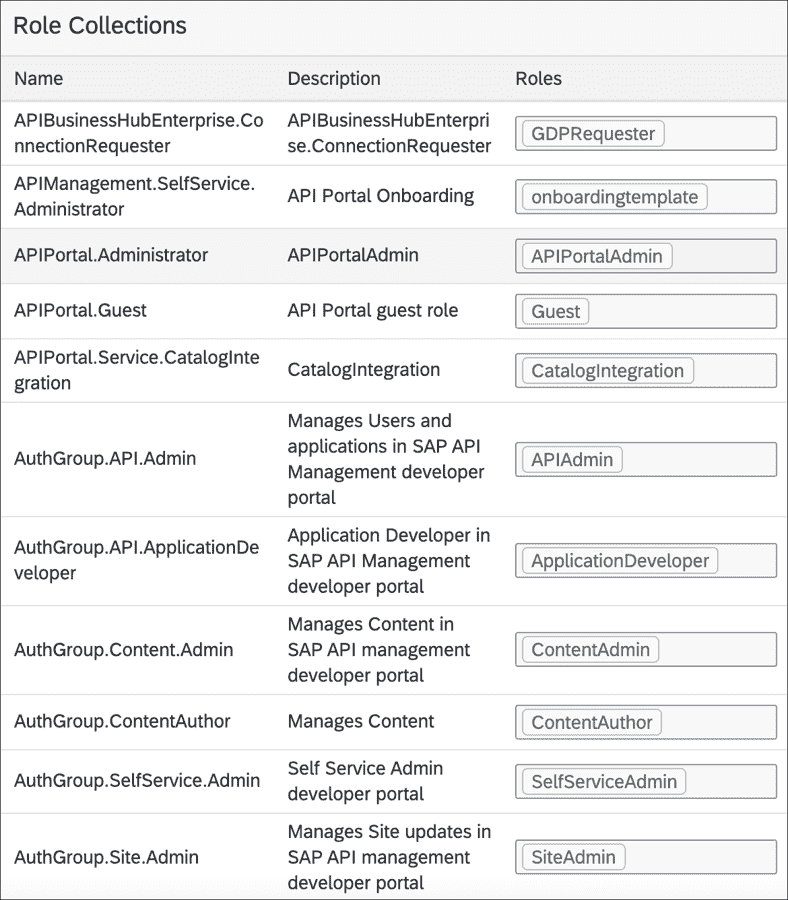 Role Collections
Name Description Roles
APIBusinessHubEnterprise.Co
nnectionRequester
APIBusinessHubEnterpri
se.ConnectionRequester
GDPRequester
APIManagement.SelfService.
Administrator
API Portal Onboarding
onboardingtemplate
APIPortal.Administrator
APIPortalAdmin
APIPortalAdmin
APIPortal.Guest
API Portal guest role
Guest
APIPortal.Service.CatalogInte
gration
CatalogIntegration
CatalogIntegration
AuthGroup.API.Admin
Manages Users and
applications in SAP API
Management developer
portal
APIAdmin
AuthGroup.API.ApplicationDe
veloper
Application Developer in
SAP API Management
developer portal
ApplicationDeveloper
AuthGroup.Content.Admin
Manages Content in
SAP API management
developer portal
ContentAdmin
AuthGroup.ContentAuthor
Manages Content
ContentAuthor
AuthGroup.SelfService.Admin
Self Service Admin
developer portal
SelfServiceAdmin
AuthGroup.Site.Admin
Manages Site updates in
SAP API management
developer portal
SiteAdmin